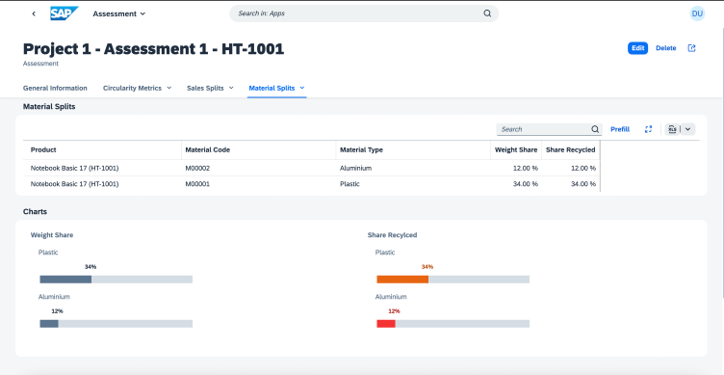 SAP Assessment Search in: Apps DU
Project 1 - Assessment 1 - HT-1001 Edit Delete
Assessment
General Information Circularity Metrics Sales Splits Material Splits
Material Splits
Search Prefill
Product Material Code Material Type Weight Share Share Recycled
Notebook Basic 17 (HT-1001) M00002 Aluminium 12.00 % 12.00 %
Notebook Basic 17 (HT-1001) M00001 Plastic 34.00 % 34.00 %
Charts
Weight Share Share Recylced
Plastic Plastic
34% 34%
Aluminium Aluminium
12% 12%